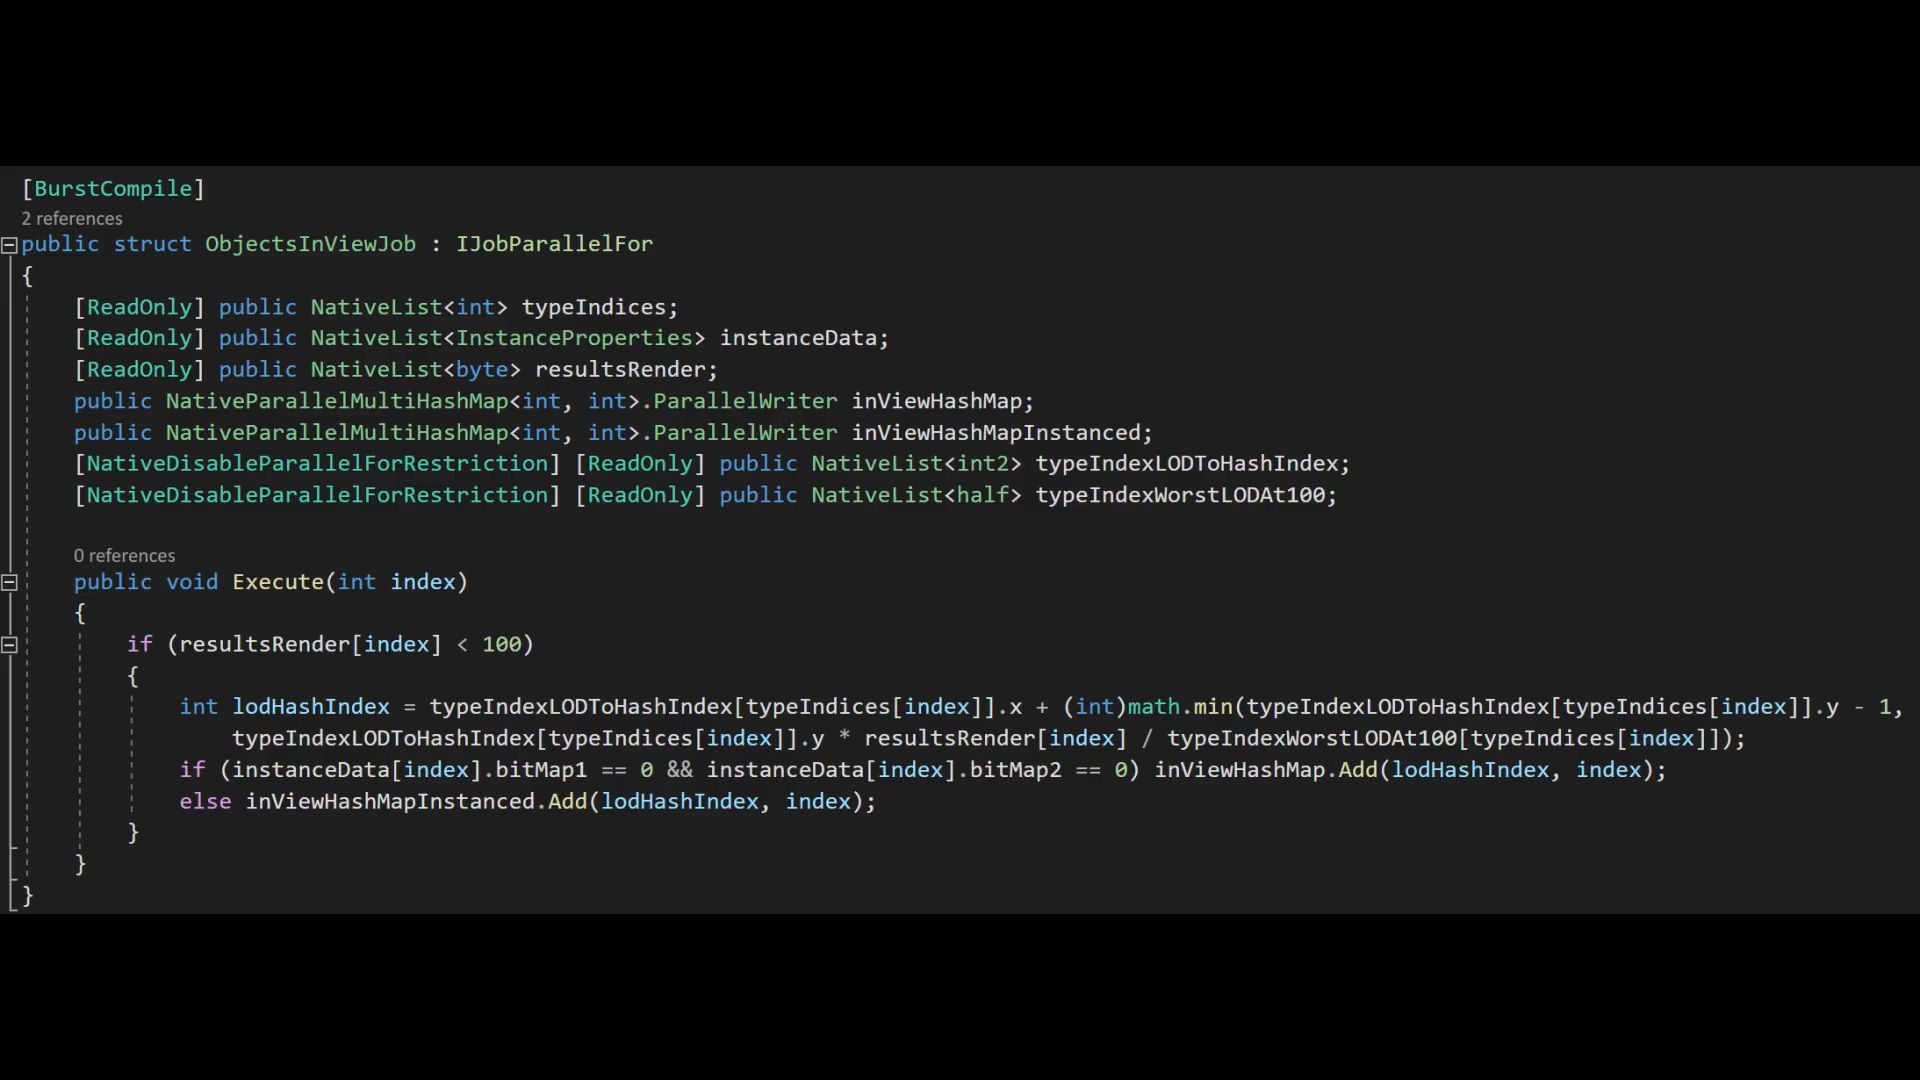 [BurstCompile]
2 references
public struct ObjectsInViewJob : IJobParallelFor
{
[ReadOnly] public NativeList<int> typeIndices;
[ReadOnly] public NativeList<InstanceProperties> instanceData;
[ReadOnly] public NativeList<byte> resultsRender;
public NativeParallelMultiHashMap<int, int>.ParallelWriter inViewHashMap;
public NativeParallelMultiHashMap<int, int>.ParallelWriter inViewHashMapInstanced;
[NativeDisableParallelForRestriction] [ReadOnly] public NativeList<int2> typeIndexLODToHashIndex;
[NativeDisableParallelForRestriction] [ReadOnly] public NativeList<half> typeIndexWorstLODAt100;
0 references
public void Execute(int index)
{
if (resultsRender[index] < 100)
{
int lodHashIndex = typeIndexLODToHashIndex[typeIndices[index]].x + (int)math.min(typeIndexLODToHashIndex[typeIndices[index]].y - 1,
typeIndexLODToHashIndex[typeIndices[index]].y * resultsRender[index] / typeIndexWorstLODAt100[typeIndices[index]]);
if (instanceData[index].bitMap1 == 0 && instanceData[index].bitMap2 == 0) inViewHashMap.Add(lodHashIndex, index);
else inViewHashMapInstanced.Add(lodHashIndex, index);
}
}
}